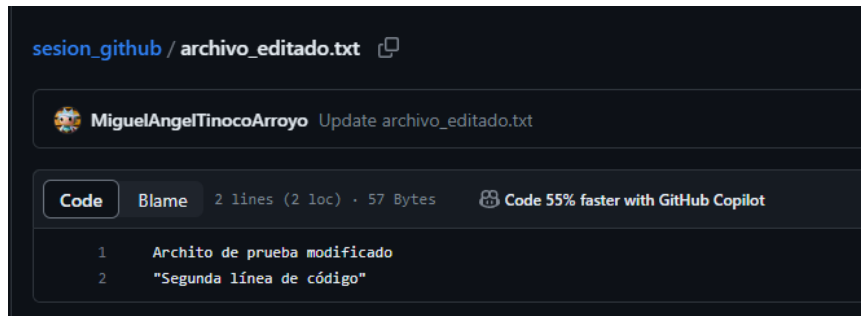 sesion_github / archivo_editado.txt
MiguelAngelTinocoArroyo Update archivo_editado.txt
Code Blame 2 lines (2 loc) · 57 Bytes Code 55% faster with GitHub Copilot
1 Archito de prueba modificado
2 "Segunda línea de código"